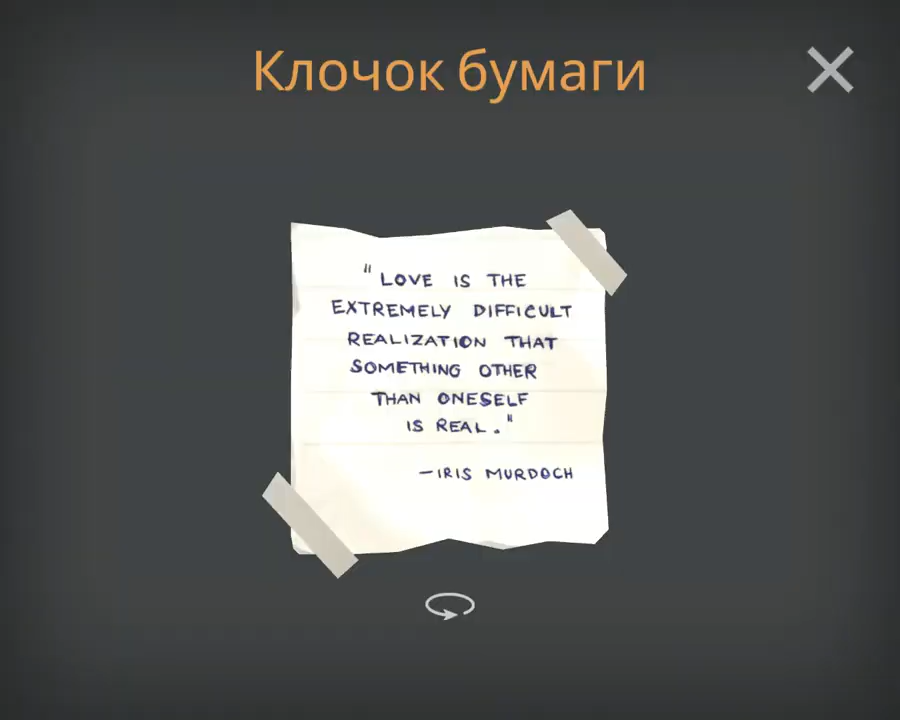 Клочок бумаги
"LOVE IS THE
EXTREMELY DIFFICULT
REALIZATION THAT
SOMETHING OTHER
THAN ONESELF
IS REAL."
—IRIS MURDOCH